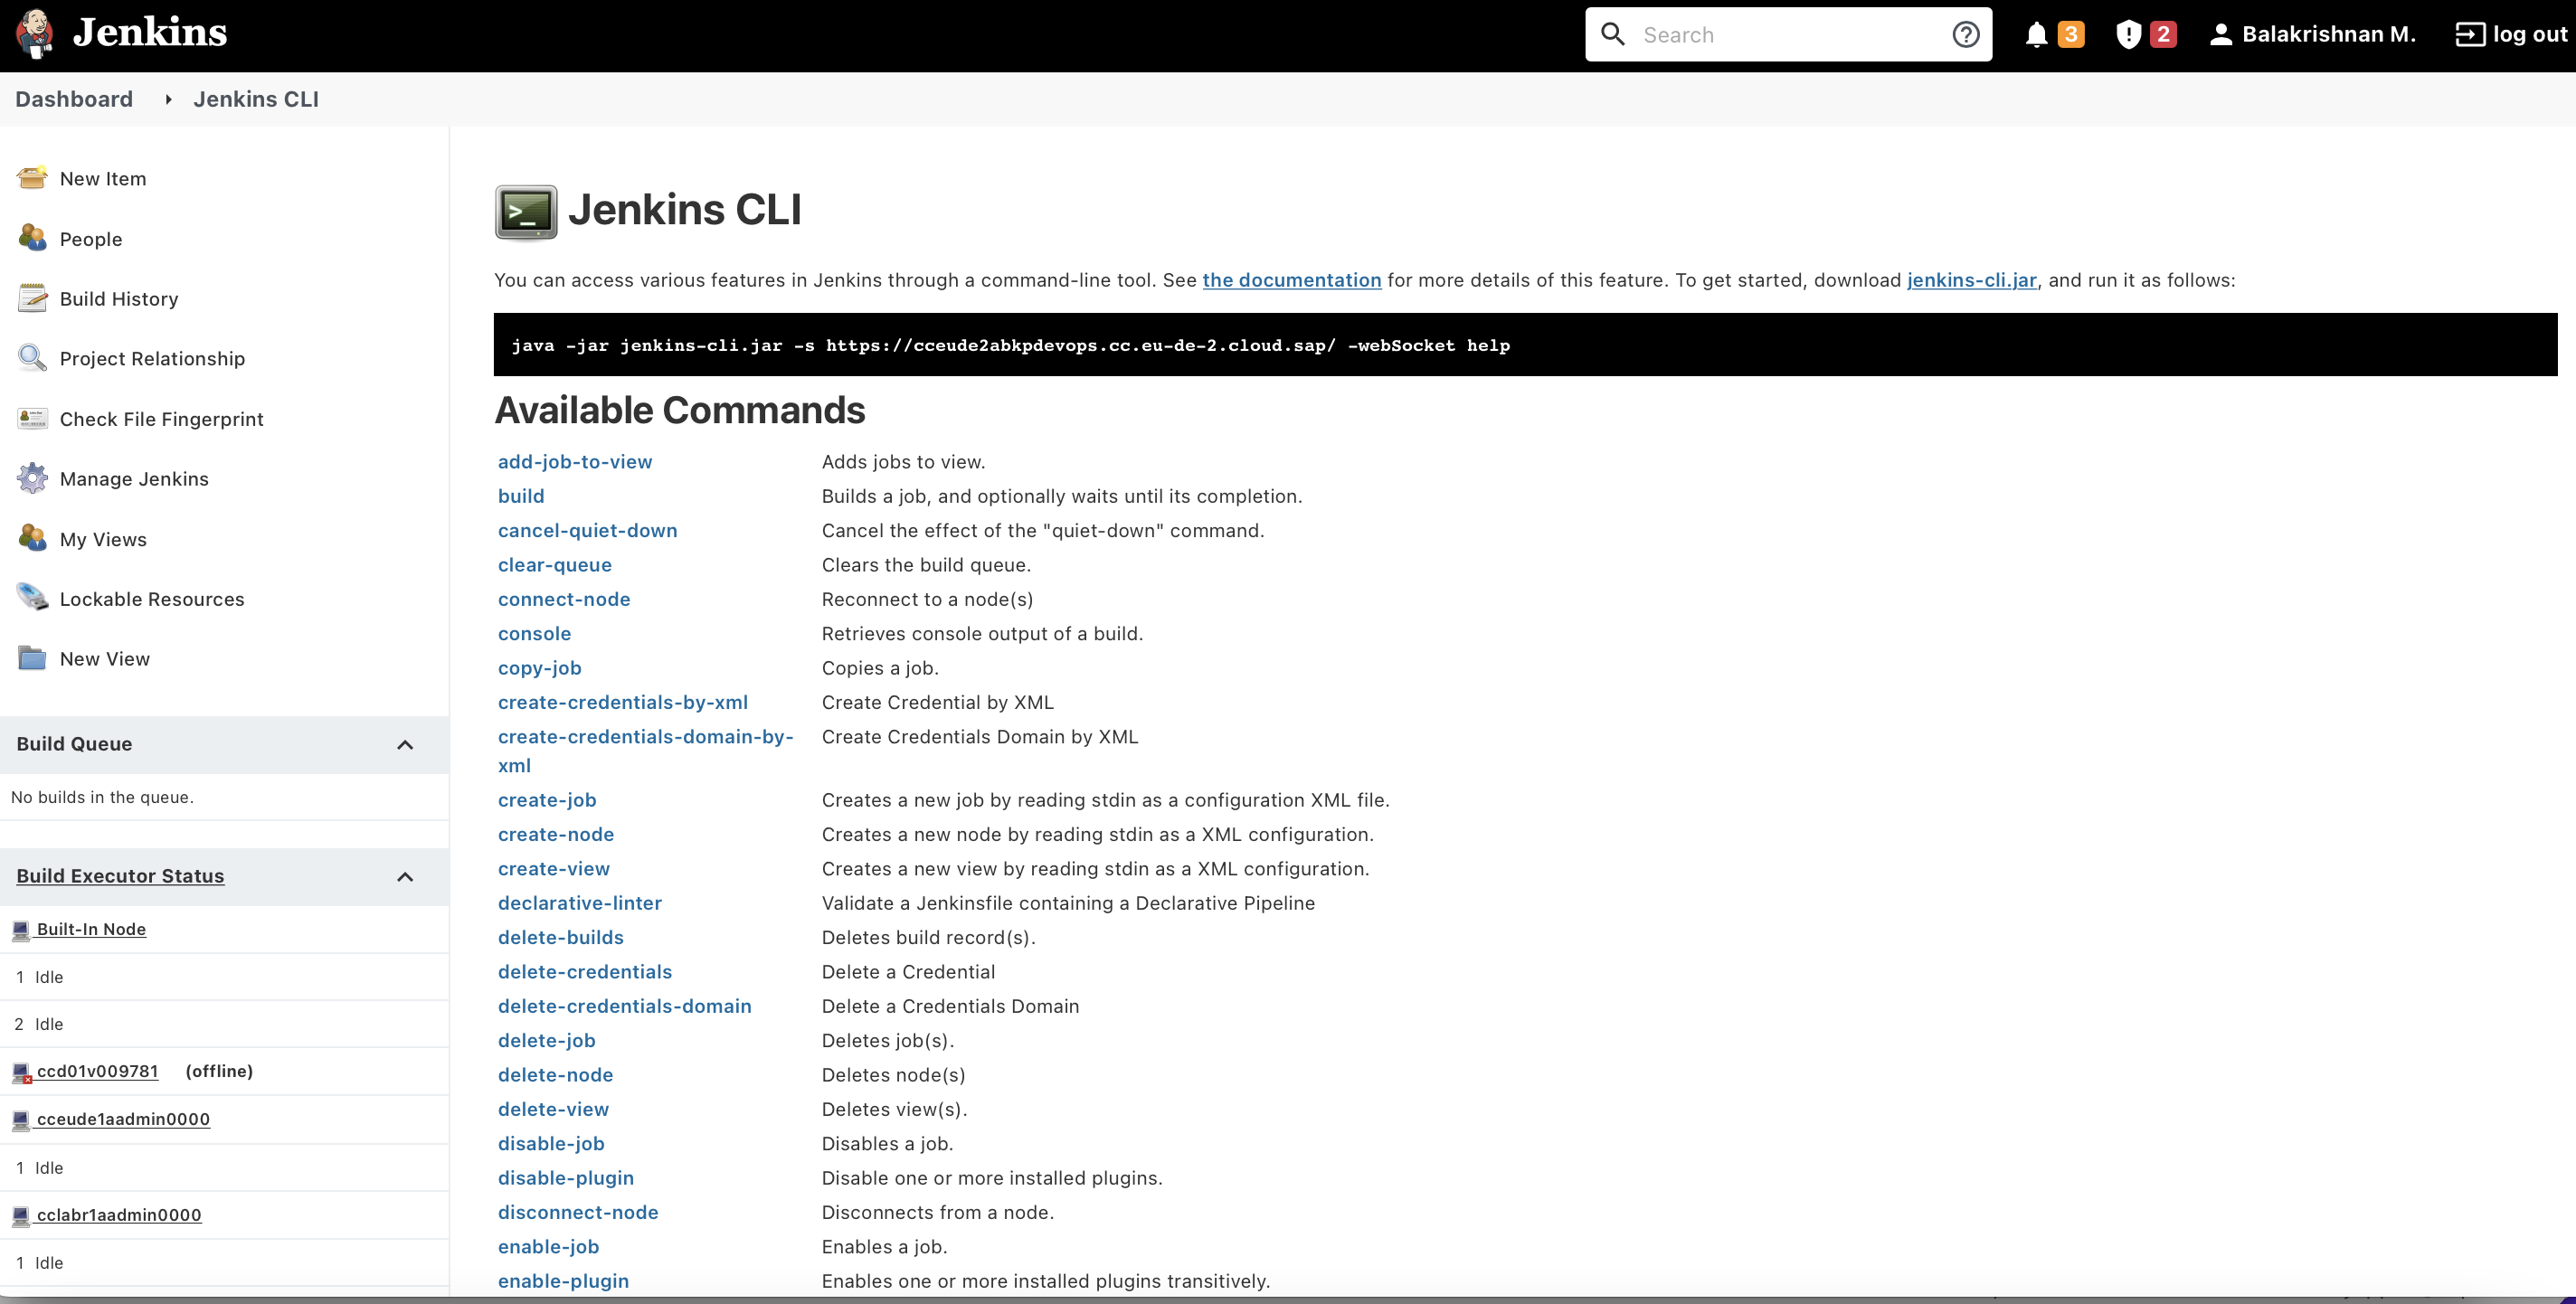 Jenkins
Search
3
2
Balakrishnan M.
log out
Dashboard
Jenkins CLI
New Item
People
Build History
Project Relationship
Check File Fingerprint
Manage Jenkins
My Views
Lockable Resources
New View
Build Queue
No builds in the queue.
Build Executor Status
Built-In Node
1 Idle
2 Idle
ccd01v009781 (offline)
cceude1aadmin0000
1 Idle
cclabr1aadmin0000
1 Idle
Jenkins CLI
You can access various features in Jenkins through a command-line tool. See the documentation for more details of this feature. To get started, download jenkins-cli.jar, and run it as follows:
java -jar jenkins-cli.jar -s https://cceude2abkpdevops.cc.eu-de-2.cloud.sap/ -webSocket help
Available Commands
add-job-to-view Adds jobs to view.
build Builds a job, and optionally waits until its completion.
cancel-quiet-down Cancel the effect of the "quiet-down" command.
clear-queue Clears the build queue.
connect-node Reconnect to a node(s)
console Retrieves console output of a build.
copy-job Copies a job.
create-credentials-by-xml Create Credential by XML
create-credentials-domain-by- Create Credentials Domain by XML
xml
create-job Creates a new job by reading stdin as a configuration XML file.
create-node Creates a new node by reading stdin as a XML configuration.
create-view Creates a new view by reading stdin as a XML configuration.
declarative-linter Validate a Jenkinsfile containing a Declarative Pipeline
delete-builds Deletes build record(s).
delete-credentials Delete a Credential
delete-credentials-domain Delete a Credentials Domain
delete-job Deletes job(s).
delete-node Deletes node(s)
delete-view Deletes view(s).
disable-job Disables a job.
disable-plugin Disable one or more installed plugins.
disconnect-node Disconnects from a node.
enable-job Enables a job.
enable-plugin Enables one or more installed plugins transitively.